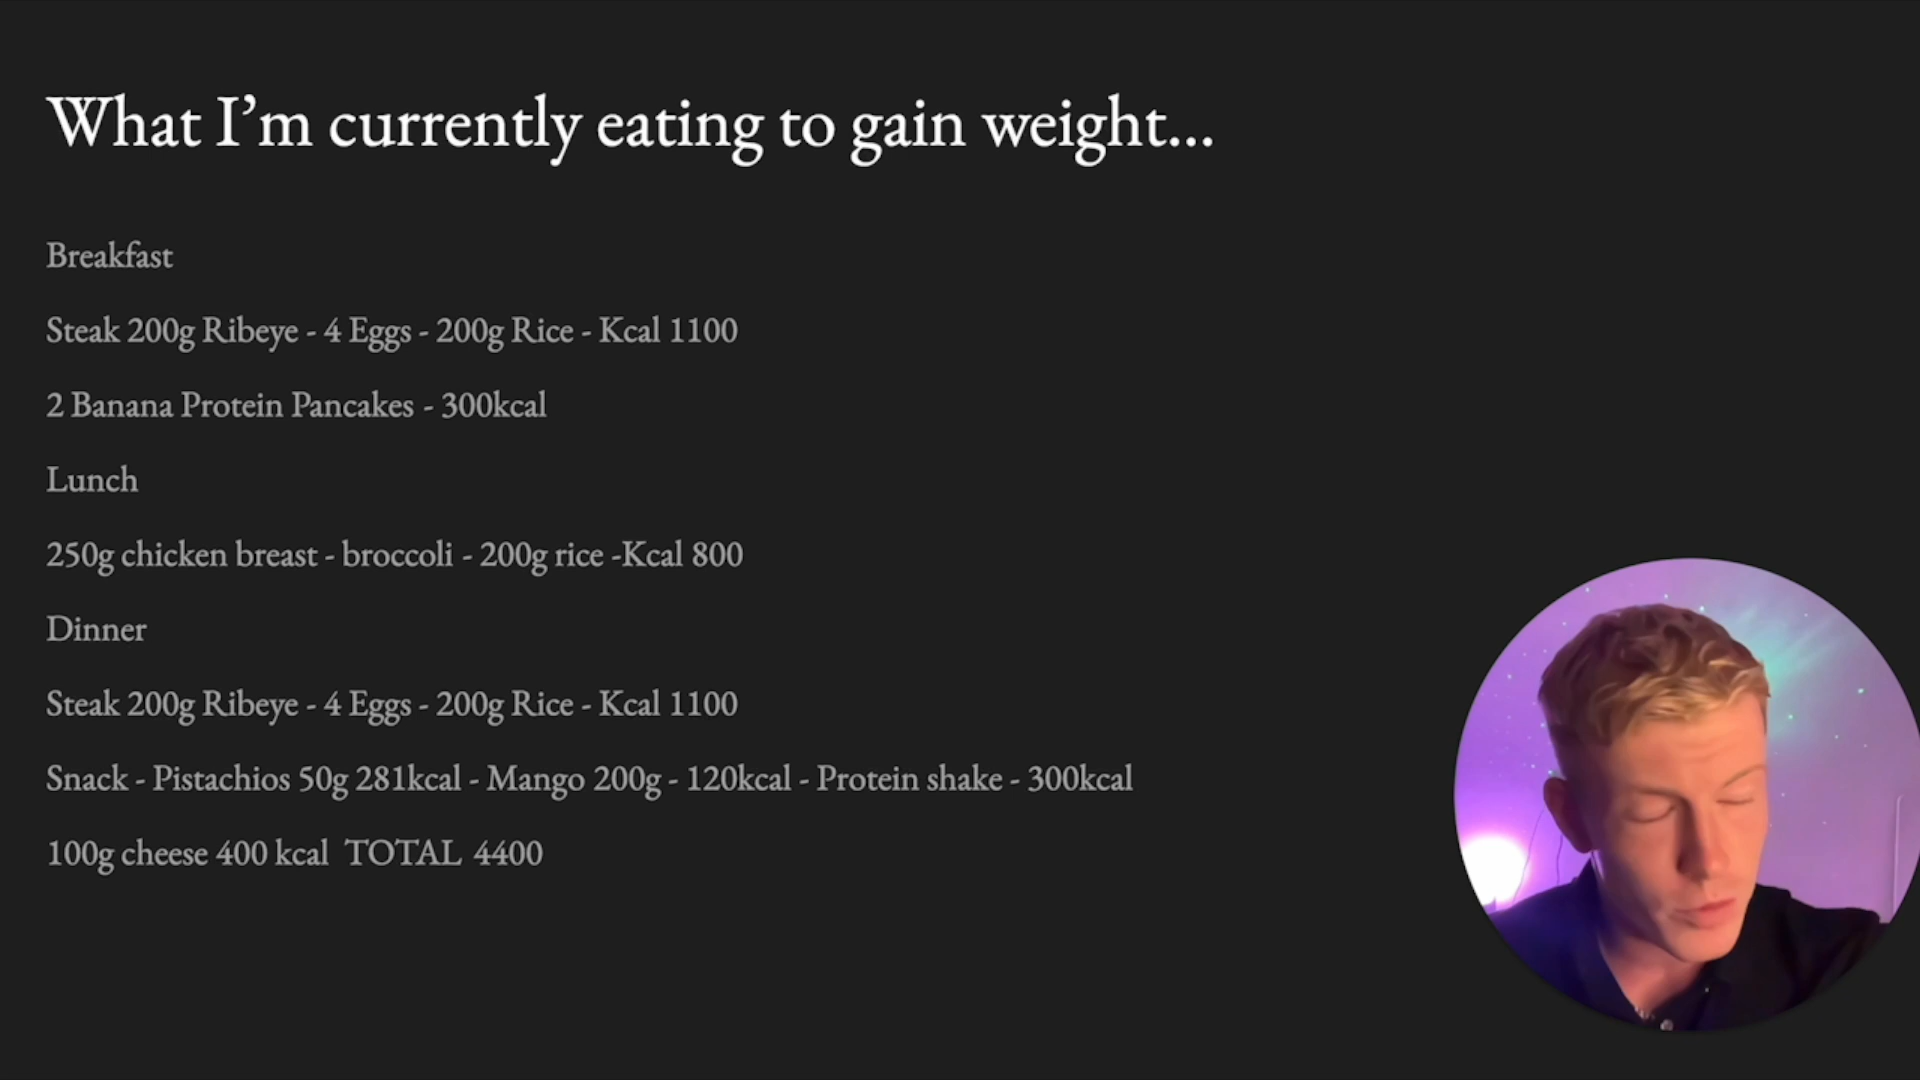 What I’m currently eating to gain weight...
Breakfast
Steak 200g Ribeye - 4 Eggs - 200g Rice - Kcal 1100
2 Banana Protein Pancakes - 300kcal
Lunch
250g chicken breast - broccoli - 200g rice -Kcal 800
Dinner
Steak 200g Ribeye - 4 Eggs - 200g Rice - Kcal 1100
Snack - Pistachios 50g 281kcal - Mango 200g - 120kcal - Protein shake - 300kcal
100g cheese 400 kcal  TOTAL  4400